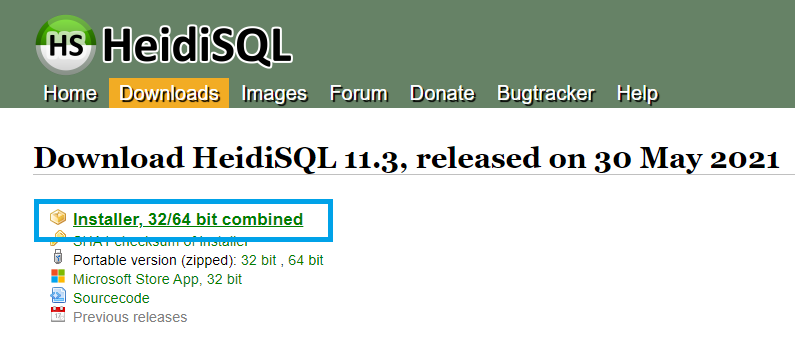 HS HeidiSQL
Home Downloads Images Forum Donate Bugtracker Help
Download HeidiSQL 11.3, released on 30 May 2021
Installer, 32/64 bit combined
SHA1 checksum of installer
Portable version (zipped): 32 bit , 64 bit
Microsoft Store App, 32 bit
Sourcecode
Previous releases